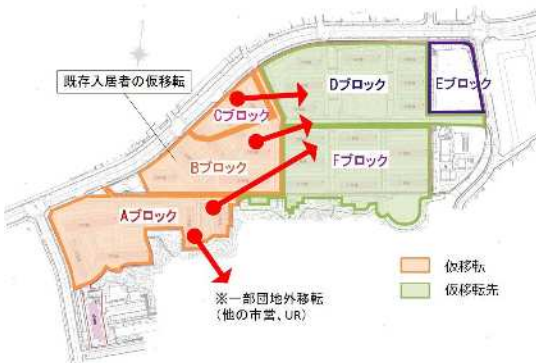 既存入居者の仮移転
Dブロック
Eブロック
Cブロック
Bブロック
Fブロック
Aブロック
仮移転
仮移転先
※一部団地外移転
(他の市営、UR)